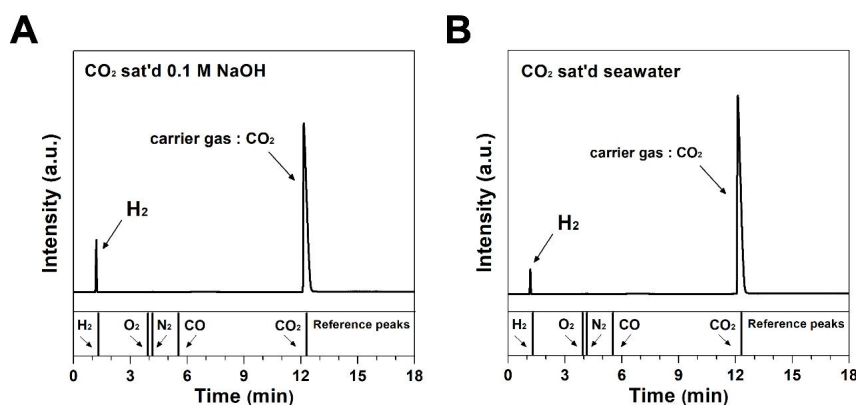 A
CO₂ sat'd 0.1 M NaOH
carrier gas : CO₂
H₂
Intensity (a.u.)
H₂ O₂ N₂ CO CO₂ Reference peaks
0 3 6 9 12 15 18
Time (min)
B
CO₂ sat'd seawater
carrier gas : CO₂
H₂
Intensity (a.u.)
H₂ O₂ N₂ CO CO₂ Reference peaks
0 3 6 9 12 15 18
Time (min)